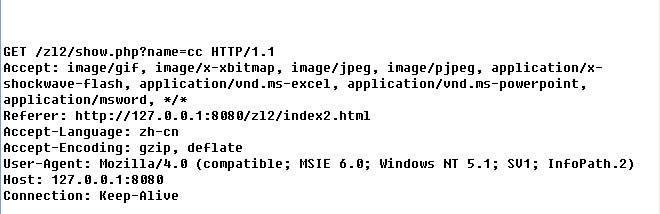 GET /zl2/show.php?name=cc HTTP/1.1
Accept: image/gif, image/x-xbitmap, image/jpeg, image/pjpeg, application/x-
shockwave-flash, application/vnd.ms-excel, application/vnd.ms-powerpoint,
application/msword, */*
Referer: http://127.0.0.1:8080/zl2/index2.html
Accept-Language: zh-cn
Accept-Encoding: gzip, deflate
User-Agent: Mozilla/4.0 (compatible; MSIE 6.0; Windows NT 5.1; SV1; InfoPath.2)
Host: 127.0.0.1:8080
Connection: Keep-Alive